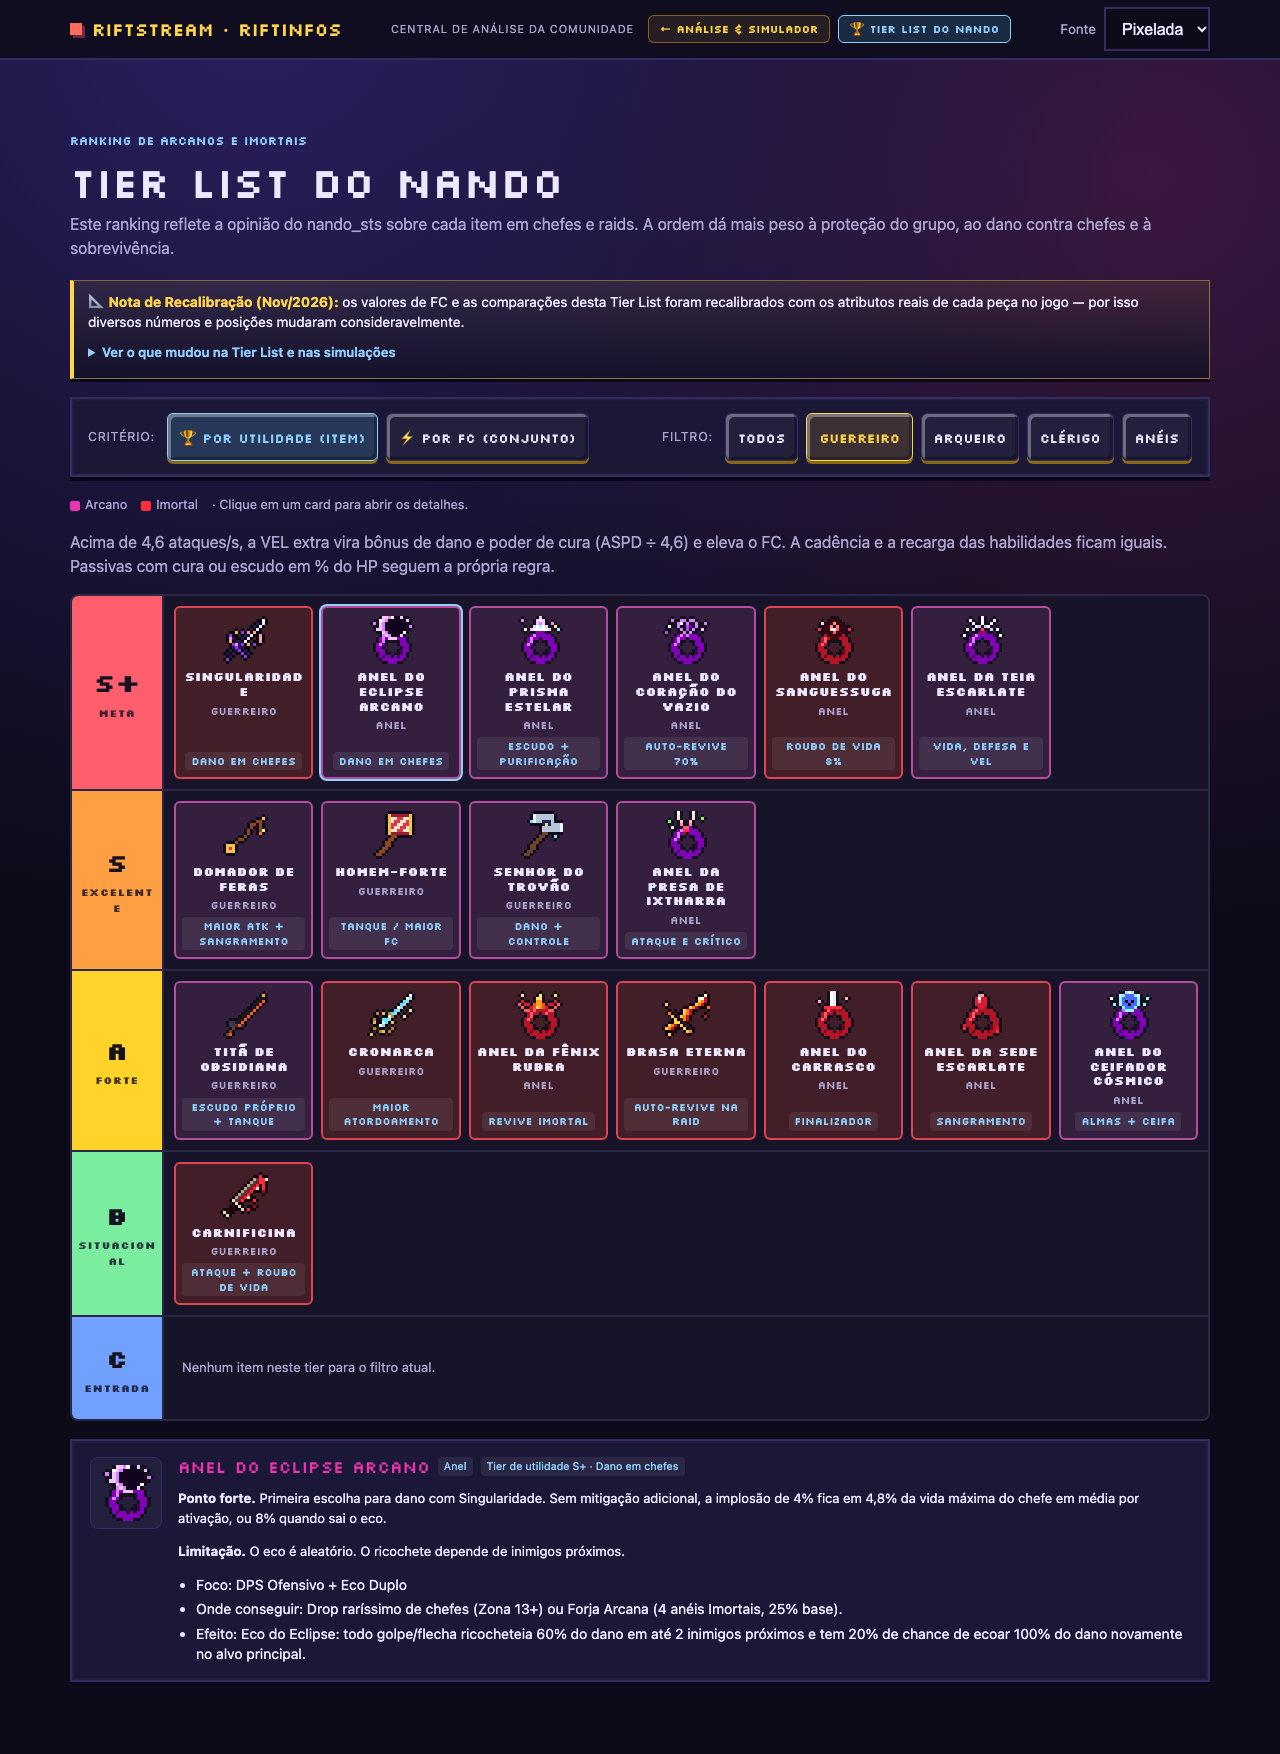 RIFTSTREAM · RIFTINFOS
CENTRAL DE ANÁLISE DA COMUNIDADE
← ANÁLISE & SIMULADOR
🏆 TIER LIST DO NANDO
Fonte
Pixelada
RANKING DE ARCANOS E IMORTAIS
TIER LIST DO NANDO
Este ranking reflete a opinião do nando_sts sobre cada item em chefes e raids. A ordem dá mais peso à proteção do grupo, ao dano contra chefes e à
sobrevivência.
📐 Nota de Recalibração (Nov/2026): os valores de FC e as comparações desta Tier List foram recalibrados com os atributos reais de cada peça no jogo — por isso
diversos números e posições mudaram consideravelmente.
▶ Ver o que mudou na Tier List e nas simulações
CRITÉRIO:
🏆 POR UTILIDADE (ITEM)
⚡ POR FC (CONJUNTO)
FILTRO:
TODOS
GUERREIRO
ARQUEIRO
CLÉRIGO
ANÉIS
Arcano
Imortal
· Clique em um card para abrir os detalhes.
Acima de 4,6 ataques/s, a VEL extra vira bônus de dano e poder de cura (ASPD ÷ 4,6) e eleva o FC. A cadência e a recarga das habilidades ficam iguais.
Passivas com cura ou escudo em % do HP seguem a própria regra.
S+
META
SINGULARIDAD
E
GUERREIRO
DANO EM CHEFES
ANEL DO
ECLIPSE
ARCANO
ANEL
DANO EM CHEFES
ANEL DO
PRISMA
ESTELAR
ANEL
ESCUDO +
PURIFICAÇÃO
ANEL DO
CORAÇÃO DO
VAZIO
ANEL
AUTO-REVIVE
70%
ANEL DO
SANGUESSUGA
ANEL
ROUBO DE VIDA
8%
ANEL DA TEIA
ESCARLATE
ANEL
VIDA, DEFESA E
VEL
S
EXCELENT
E
DOMADOR DE
FERAS
GUERREIRO
MAIOR ATK +
SANGRAMENTO
HOMEM-FORTE
GUERREIRO
TANQUE / MAIOR
FC
SENHOR DO
TROVÃO
GUERREIRO
DANO +
CONTROLE
ANEL DA
PRESA DE
IXTHARRA
ANEL
ATAQUE E CRÍTICO
A
FORTE
TITÃ DE
OBSIDIANA
GUERREIRO
ESCUDO PRÓPRIO
+ TANQUE
CRONARCA
GUERREIRO
MAIOR
ATORDOAMENTO
ANEL DA FÊNIX
RUBRA
ANEL
REVIVE IMORTAL
BRASA ETERNA
GUERREIRO
AUTO-REVIVE NA
RAID
ANEL DO
CARRASCO
ANEL
FINALIZADOR
ANEL DA SEDE
ESCARLATE
ANEL
SANGRAMENTO
ANEL DO
CEIFADOR
CÓSMICO
ANEL
ALMAS + CEIFA
B
SITUACION
AL
CARNIFICINA
GUERREIRO
ATAQUE + ROUBO
DE VIDA
C
ENTRADA
Nenhum item neste tier para o filtro atual.
ANEL DO ECLIPSE ARCANO
Anel
Tier de utilidade S+ · Dano em chefes
Ponto forte. Primeira escolha para dano com Singularidade. Sem mitigação adicional, a implosão de 4% fica em 4,8% da vida máxima do chefe em média por
ativação, ou 8% quando sai o eco.
Limitação. O eco é aleatório. O ricochete depende de inimigos próximos.
• Foco: DPS Ofensivo + Eco Duplo
• Onde conseguir: Drop raríssimo de chefes (Zona 13+) ou Forja Arcana (4 anéis Imortais, 25% base).
• Efeito: Eco do Eclipse: todo golpe/flecha ricocheteia 60% do dano em até 2 inimigos próximos e tem 20% de chance de ecoar 100% do dano novamente
no alvo principal.